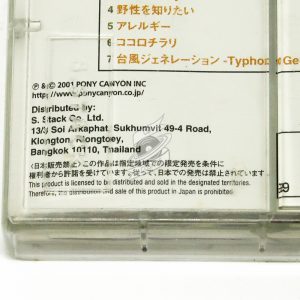 4 野性を知りたい
5 アレルギー
6 ココロチラリ
7 台風ジェネレーション -Typhoon Ge
℗ & © 2001 PONY CANYON INC
http://www.ponycanyon.co.jp/
Distributed by:
S. Stack Co. Ltd.
13/ Soi Arkaphat, Sukhumvit 49-4 Road,
Klongton, Klongtoey,
Bangkok 10110, Thailand
〈日本販売禁止〉この作品は指定領域での限定発売を条件に
権利者から許諾を受けています。従って、日本での発売は禁止されています。
This product is licensed to be distributed and sold in the designated territories.
Therefore, the distribution and sale of this product in Japan is prohibited.